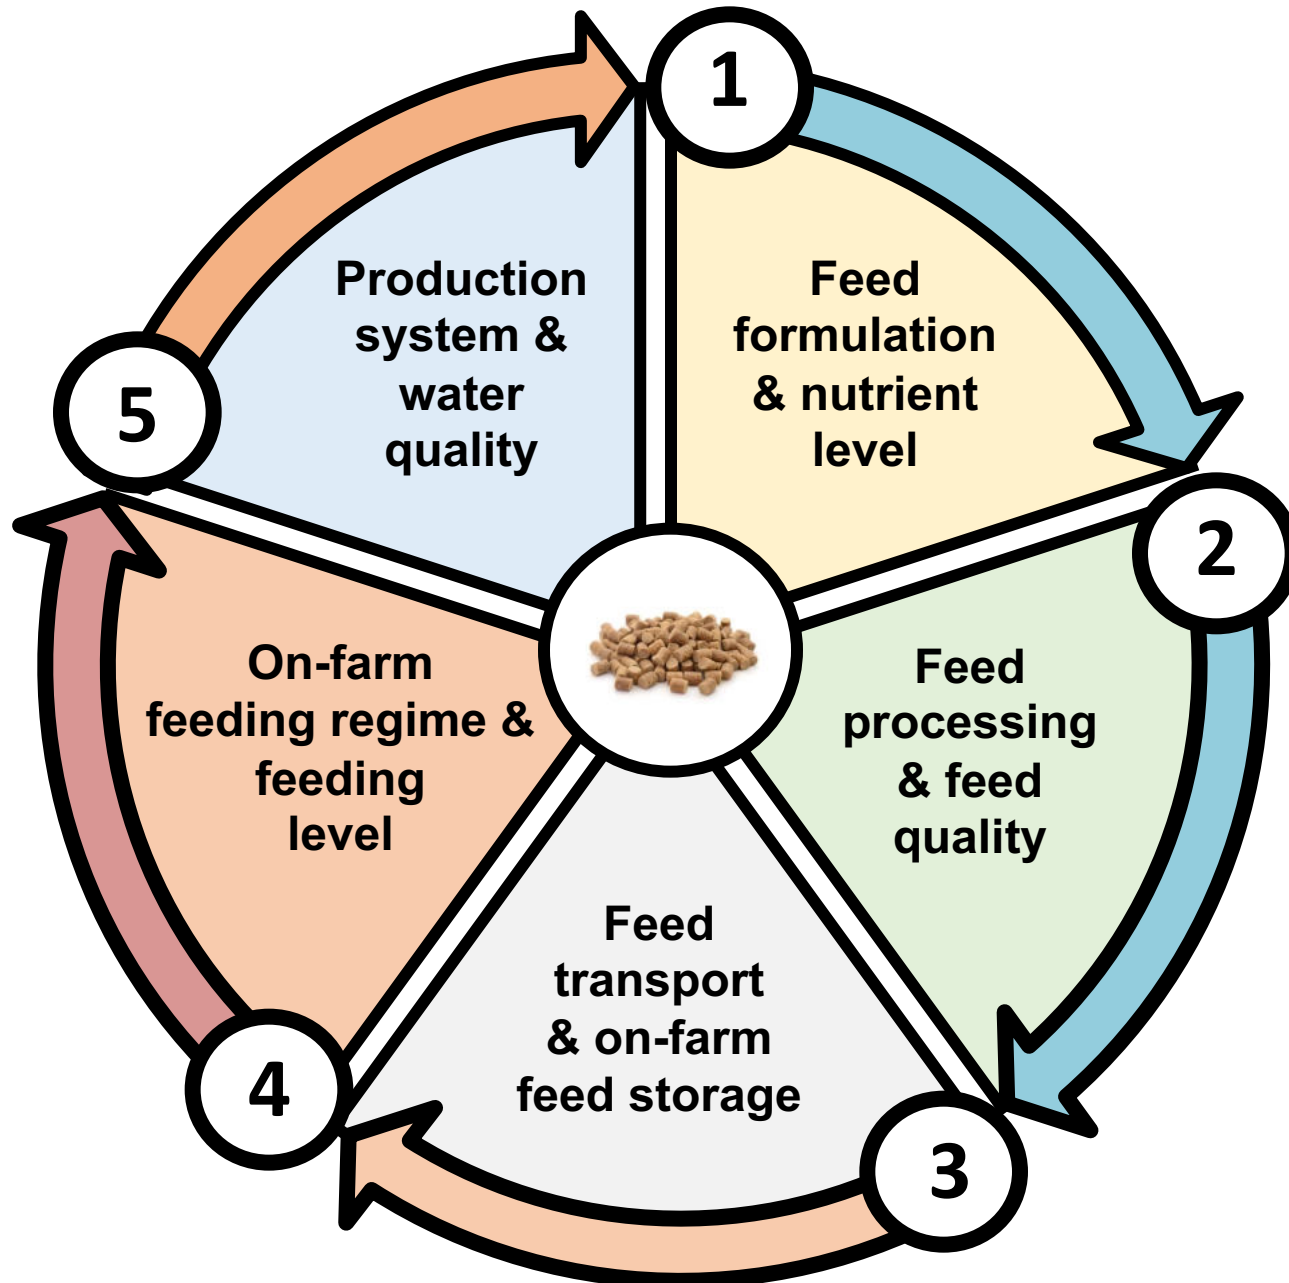 1
Feed
formulation
& nutrient
level
2
Feed
processing
& feed
quality
3
Feed
transport
& on-farm
feed storage
4
On-farm
feeding regime &
feeding
level
5
Production
system &
water
quality